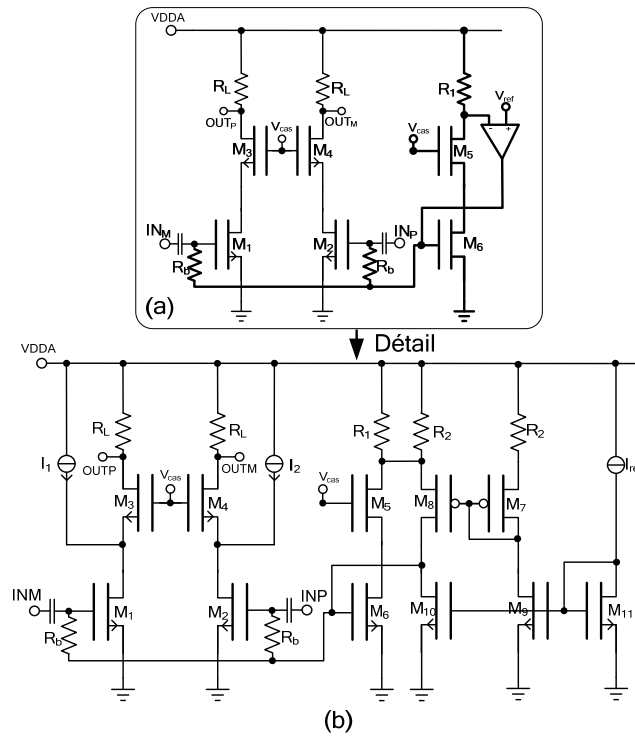 VDDA
R_L
R_L
R_1
V_ref
OUT_P
OUT_M
V_cas
V_cas
- +
M_3
M_4
M_5
IN_M
IN_P
M_1
M_2
M_6
R_b
R_b
(a)
Détail
VDDA
R_L
R_L
R_1
R_2
R_2
I_1
I_2
OUTP
OUTM
V_cas
V_cas
M_3
M_4
M_5
M_8
M_7
INM
INP
M_1
M_2
M_6
M_10
M_9
M_11
R_b
R_b
(b)